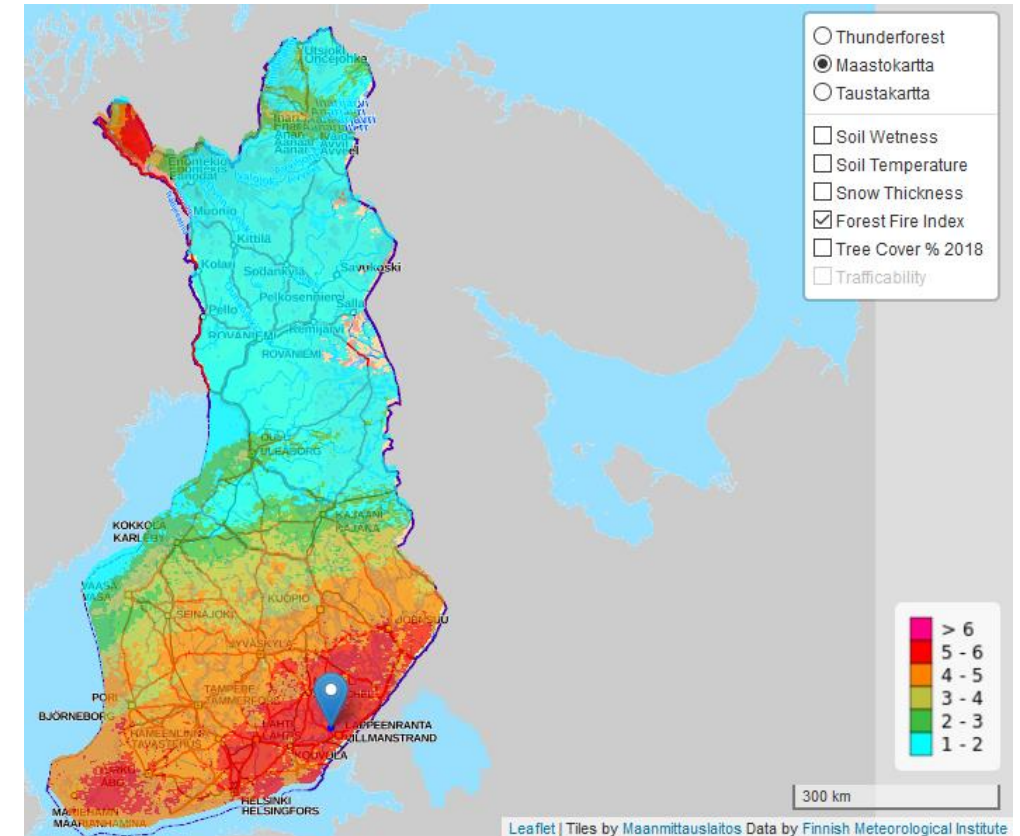 Thunderforest
Maastokartta
Taustakartta
Soil Wetness
Soil Temperature
Snow Thickness
Forest Fire Index
Tree Cover % 2018
Trafficability
Utsjoki
Muonio
Kittilä
Kolari
Sodankylä
Savukoski
Pelkosenniemi
Salla
Pello
ROVANIEMI
Kemijärvi
ROVANIEMI
OULU
ULEÅBORG
KOKKOLA
KARLEBY
KAJAANI
KAJANA
VAASA
VASA
SEINÄJOKI
KUOPIO
JOENSUU
JYVÄSKYLÄ
PORI
BJÖRNEBORG
TAMPERE
TAMMERFORS
HÄMEENLINNA
TAVASTEHUS
LAHTI
LAHTIS
LAPPEENRANTA
VILLMANSTRAND
KOUVOLA
TURKU
ÅBO
HELSINKI
HELSINGFORS
MAARIANHAMINA
> 6
5 - 6
4 - 5
3 - 4
2 - 3
1 - 2
300 km
Leaflet | Tiles by Maanmittauslaitos Data by Finnish Meteorological Institute